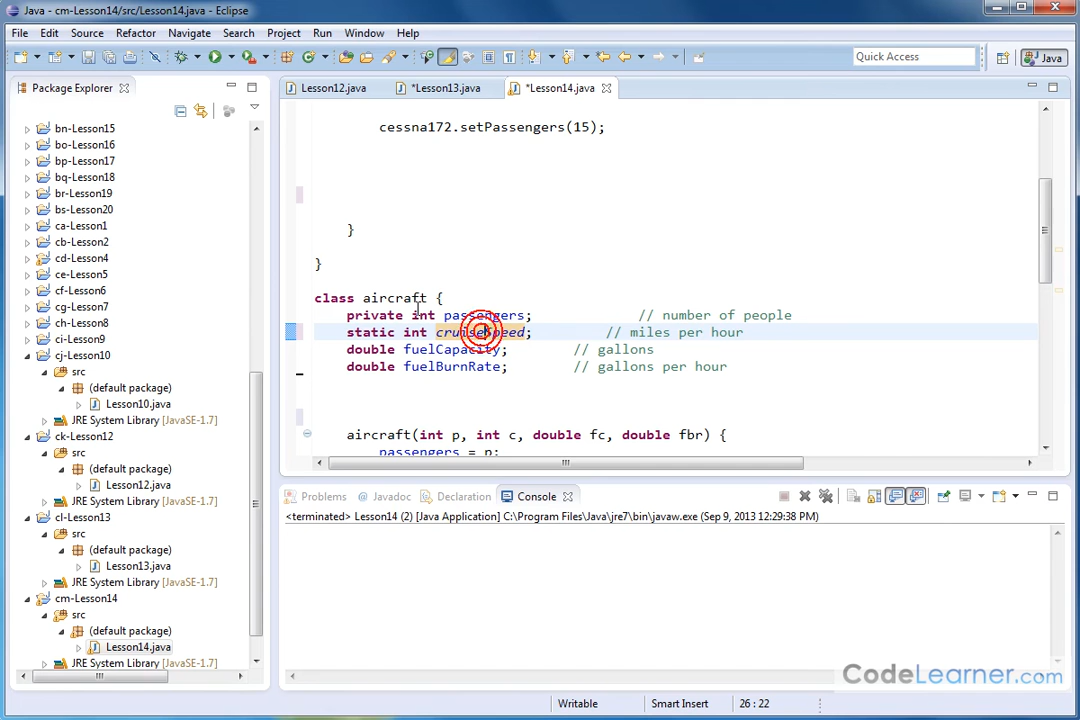 Java - cm-Lesson14/src/Lesson14.java - Eclipse
File Edit Source Refactor Navigate Search Project Run Window Help
Quick Access
Java
Package Explorer
bn-Lesson15
bo-Lesson16
bp-Lesson17
bq-Lesson18
br-Lesson19
bs-Lesson20
ca-Lesson1
cb-Lesson2
cd-Lesson4
ce-Lesson5
cf-Lesson6
cg-Lesson7
ch-Lesson8
ci-Lesson9
cj-Lesson10
src
(default package)
Lesson10.java
JRE System Library [JavaSE-1.7]
ck-Lesson12
src
(default package)
Lesson12.java
JRE System Library [JavaSE-1.7]
cl-Lesson13
src
(default package)
Lesson13.java
JRE System Library [JavaSE-1.7]
cm-Lesson14
src
(default package)
Lesson14.java
JRE System Library [JavaSE-1.7]
Lesson12.java *Lesson13.java *Lesson14.java
cessna172.setPassengers(15);
}
}
class aircraft {
private int passengers; // number of people
static int cruiseSpeed; // miles per hour
double fuelCapacity; // gallons
double fuelBurnRate; // gallons per hour
aircraft(int p, int c, double fc, double fbr) {
passengers = p;
Problems Javadoc Declaration Console
<terminated> Lesson14 (2) [Java Application] C:\Program Files\Java\jre7\bin\javaw.exe (Sep 9, 2013 12:29:38 PM)
CodeLearner.com
Writable Smart Insert 26 : 22